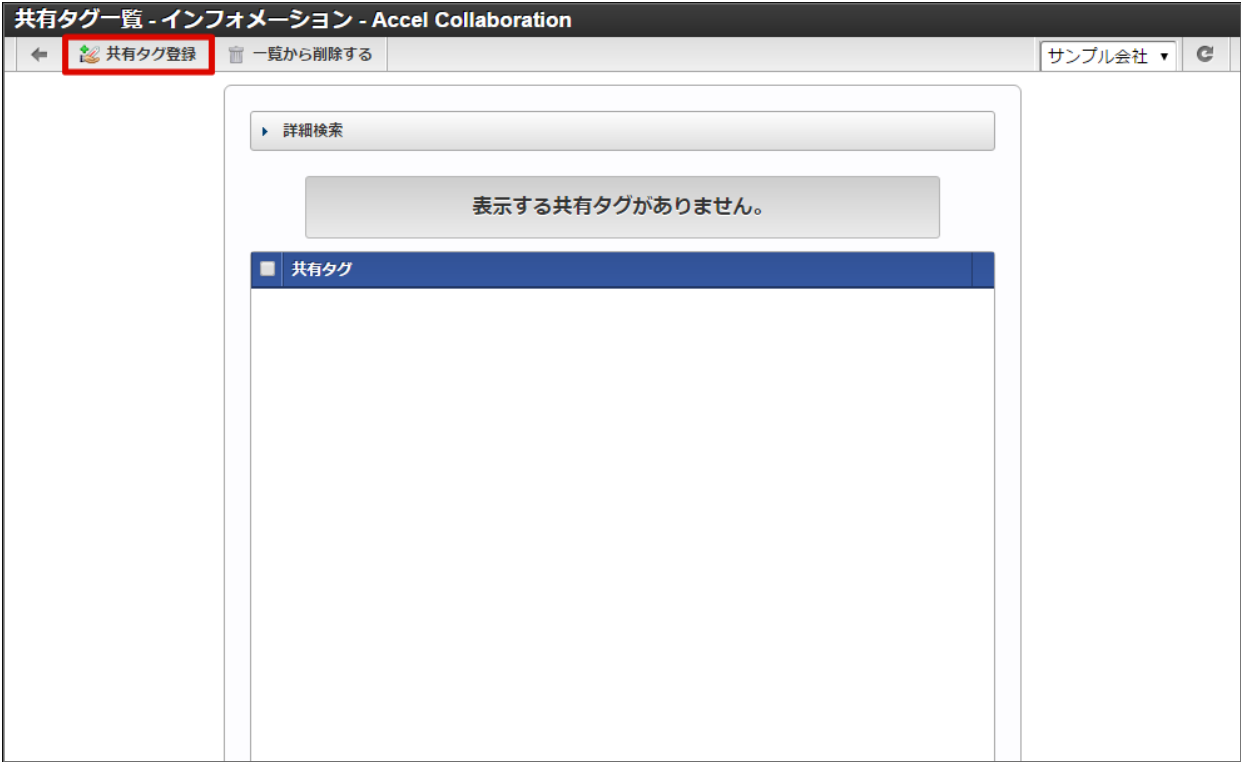 共有タグ一覧 - インフォメーション - Accel Collaboration
共有タグ登録 一覧から削除する サンプル会社
詳細検索
表示する共有タグがありません。
共有タグ